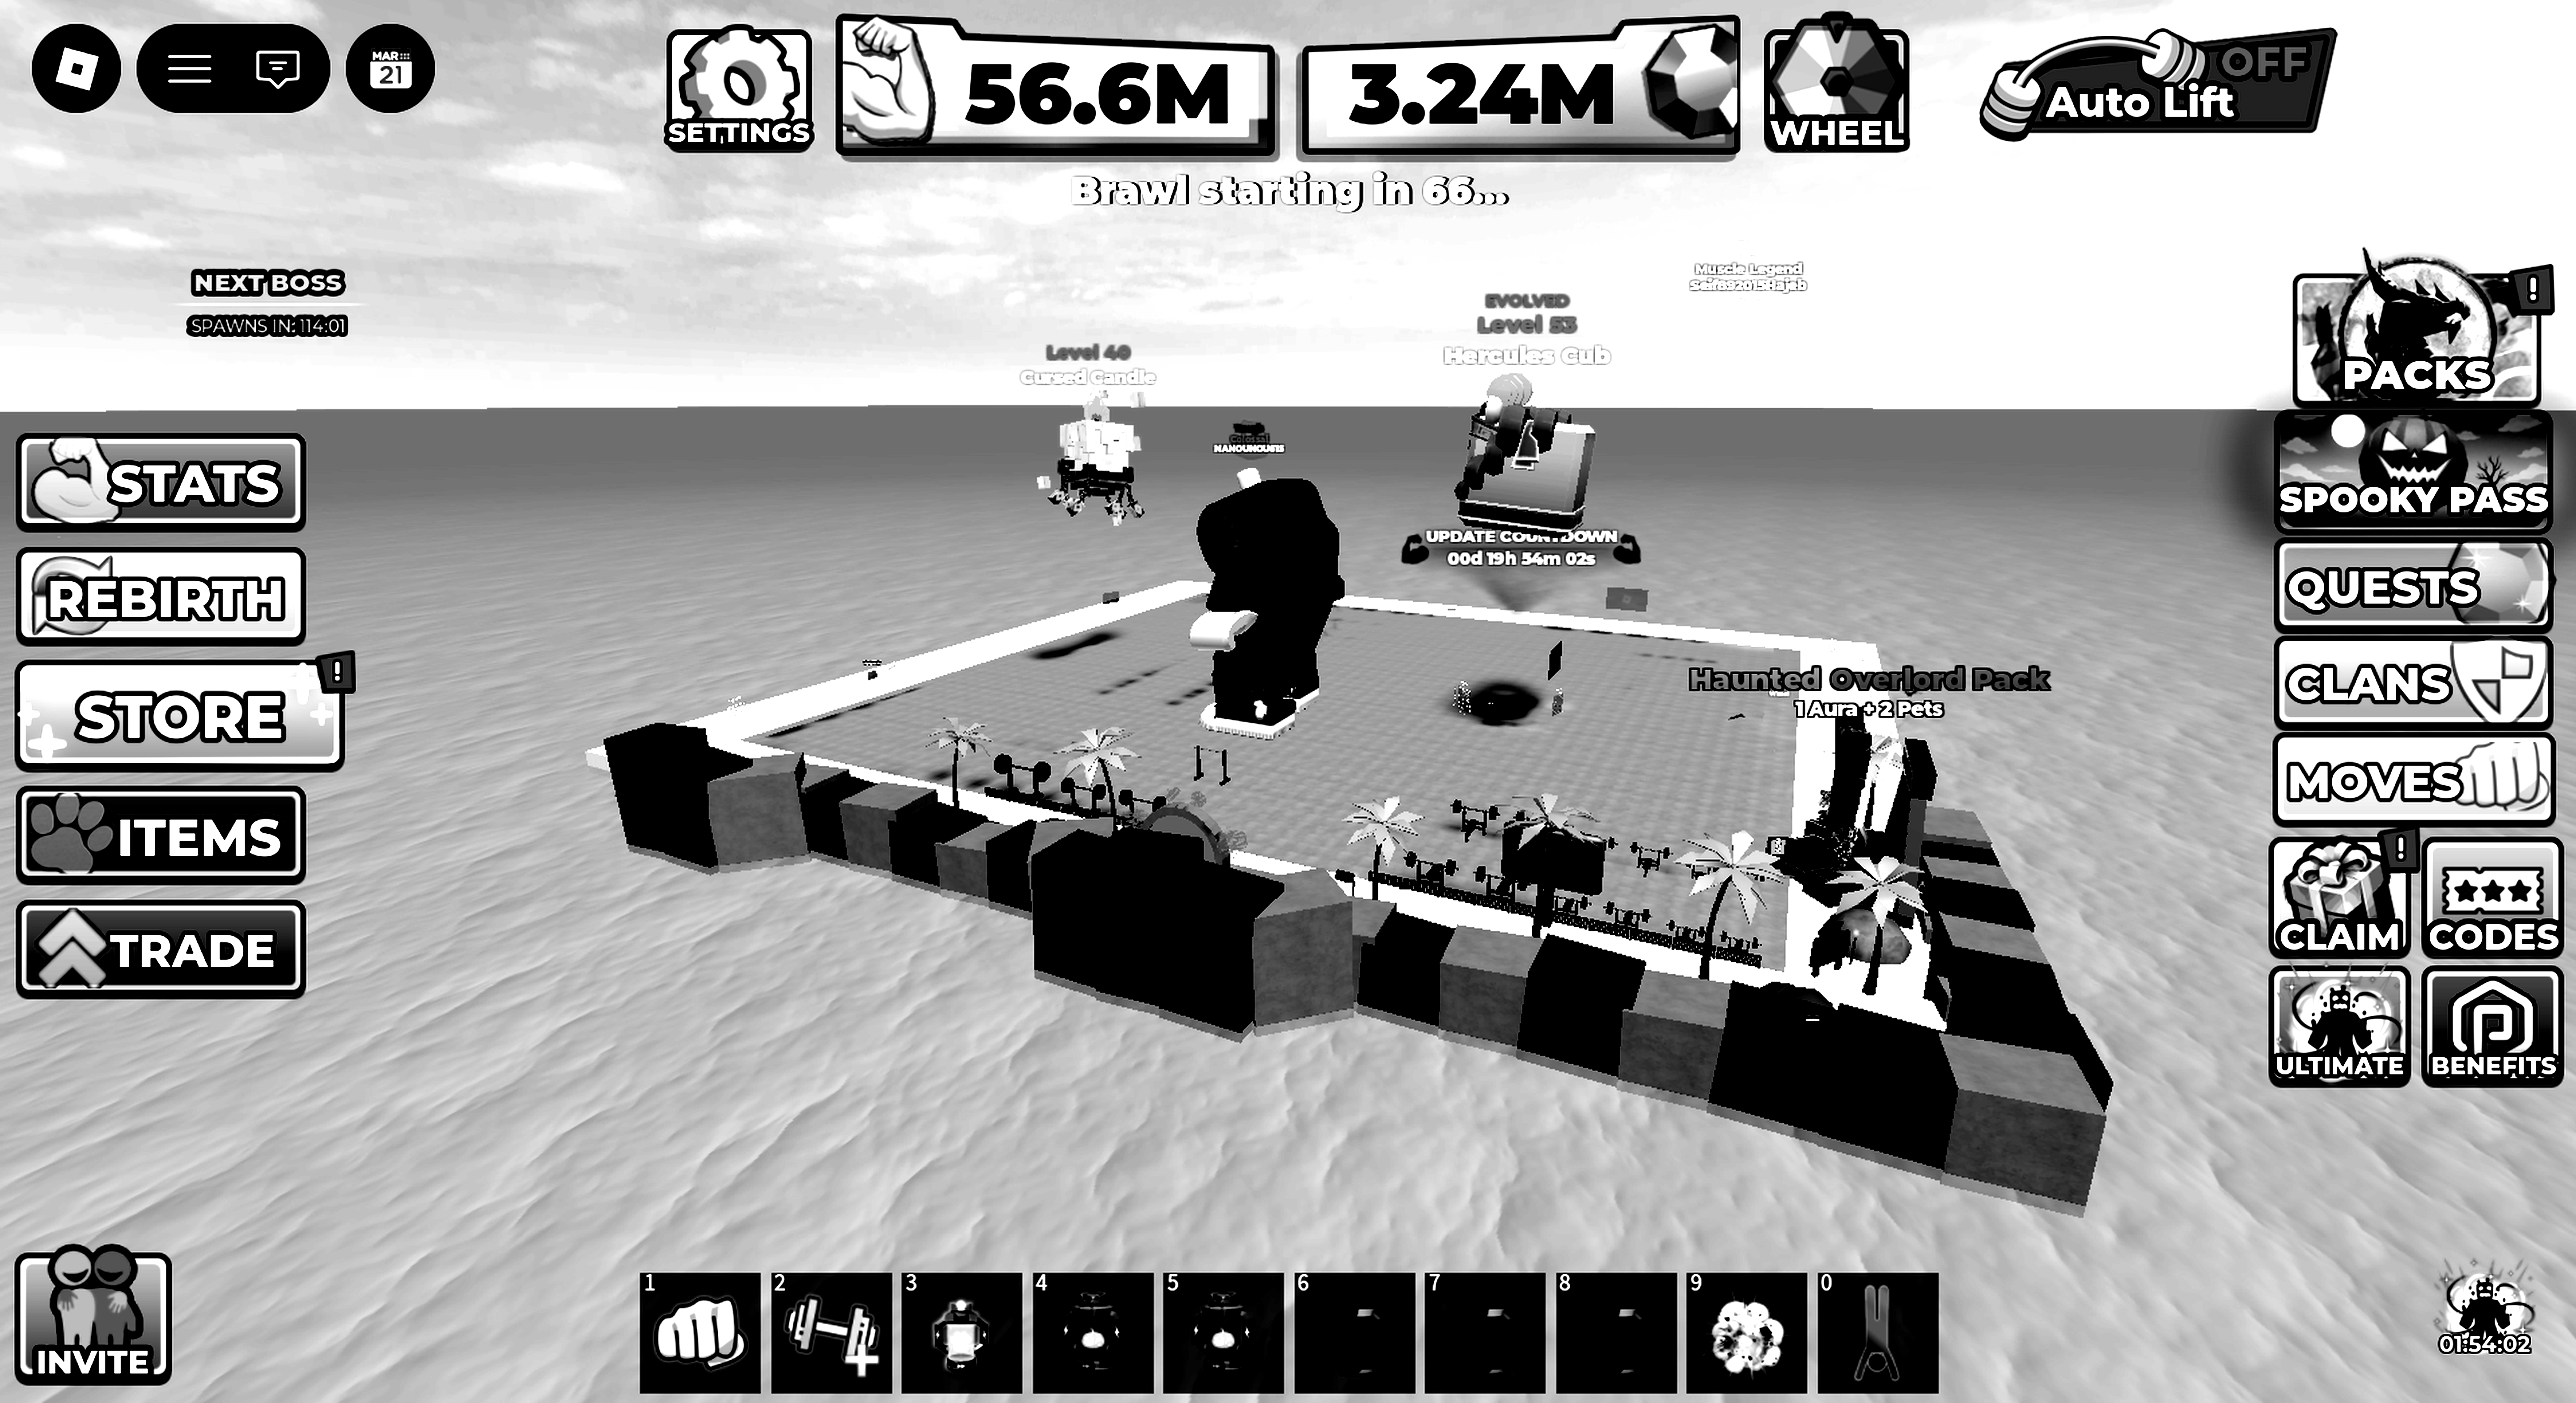 MAR
21
SETTINGS
56.6M
3.24M
WHEEL
OFF
Auto Lift
Brawl starting in 66...
NEXT BOSS
SPAWNS IN: 114:01
Muscle Legend
EVOLVED
Level 53
Hercules Cub
Level 40
Cursed Candle
Colossal
UPDATE COUNTDOWN
00d 19h 54m 02s
Haunted Overlord Pack
1 Aura + 2 Pets
STATS
REBIRTH
STORE
!
ITEMS
TRADE
INVITE
PACKS
!
SPOOKY PASS
QUESTS
CLANS
MOVES
CLAIM
!
CODES
ULTIMATE
BENEFITS
1
2
3
4
5
6
7
8
9
0
01:54:02